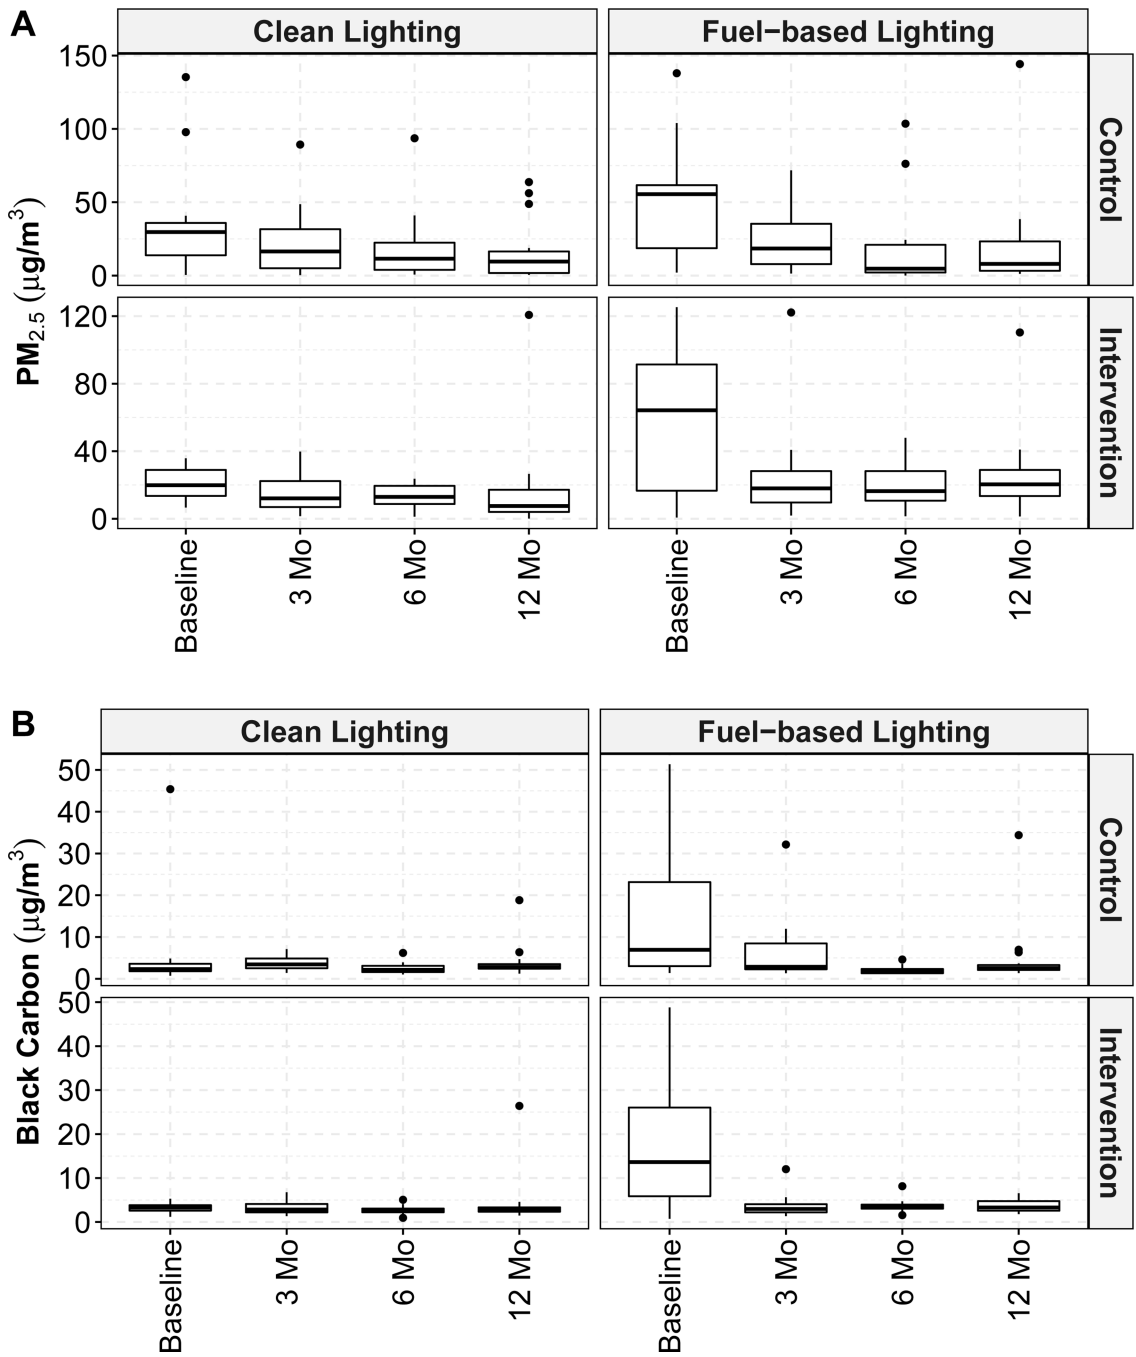 A
Clean Lighting
Fuel−based Lighting
PM2.5 (μg/m3)
150
100
50
0
Control
120
80
40
0
Intervention
Baseline
3 Mo
6 Mo
12 Mo
Baseline
3 Mo
6 Mo
12 Mo
B
Clean Lighting
Fuel−based Lighting
Black Carbon (μg/m3)
50
40
30
20
10
0
Control
50
40
30
20
10
0
Intervention
Baseline
3 Mo
6 Mo
12 Mo
Baseline
3 Mo
6 Mo
12 Mo